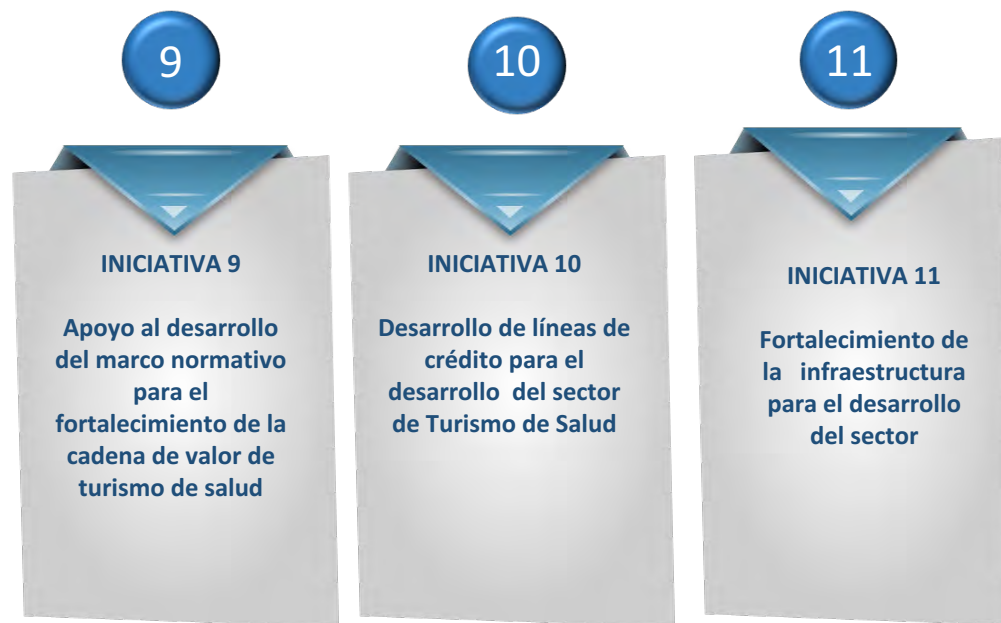 9
INICIATIVA 9
Apoyo al desarrollo
del marco normativo
para el
fortalecimiento de la
cadena de valor de
turismo de salud
10
INICIATIVA 10
Desarrollo de líneas de
crédito para el
desarrollo del sector
de Turismo de Salud
11
INICIATIVA 11
Fortalecimiento de
la infraestructura
para el desarrollo
del sector